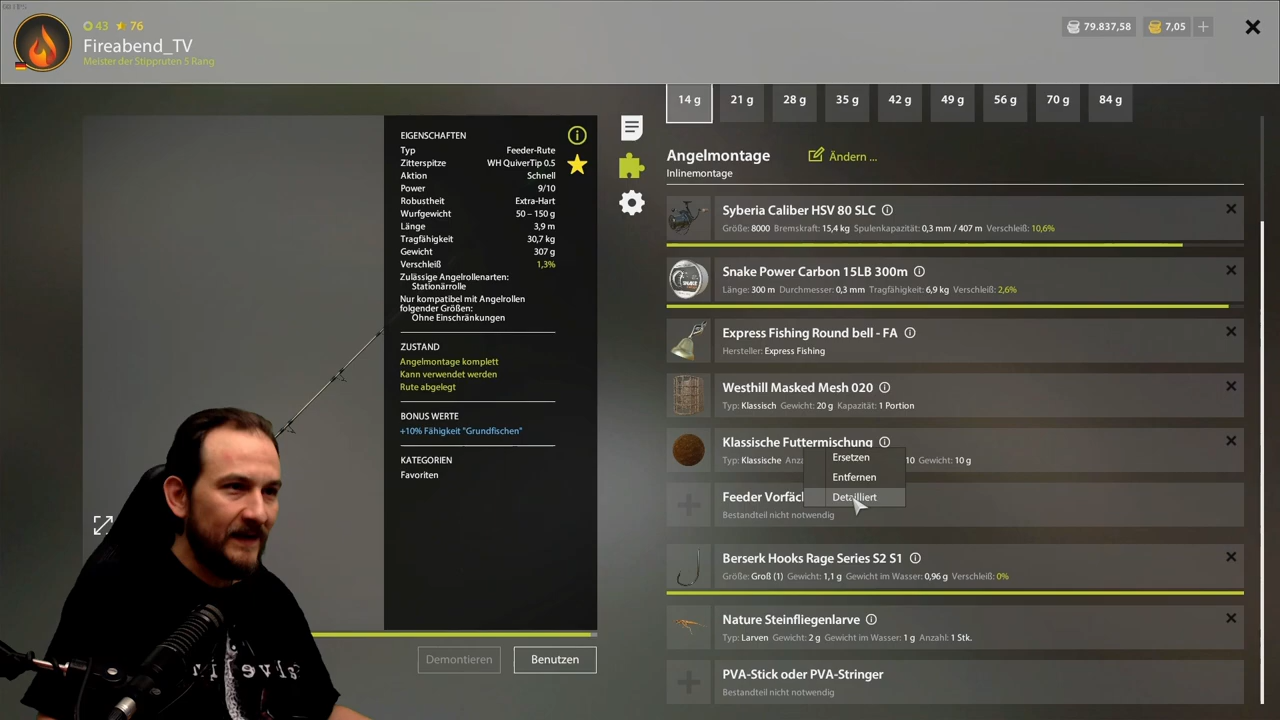 43 76
Fireabend_TV
Meister der Stippruten 5 Rang
79.837,58
7,05
14 g 21 g 28 g 35 g 42 g 49 g 56 g 70 g 84 g
Angelmontage
Ändern ...
Inlinemontage
EIGENSCHAFTEN
Typ Feeder-Rute
Zitterspitze WH QuiverTip 0.5
Aktion Schnell
Power 9/10
Robustheit Extra-Hart
Wurfgewicht 50 – 150 g
Länge 3,9 m
Tragfähigkeit 30,7 kg
Gewicht 307 g
Verschleiß 1,3%
Zulässige Angelrollenarten:
Stationärrolle
Nur kompatibel mit Angelrollen
folgender Größen:
Ohne Einschränkungen
ZUSTAND
Angelmontage komplett
Kann verwendet werden
Rute abgelegt
BONUS WERTE
+10% Fähigkeit "Grundfischen"
KATEGORIEN
Favoriten
Demontieren
Benutzen
Syberia Caliber HSV 80 SLC
Größe: 8000 Bremskraft: 15,4 kg Spulenkapazität: 0,3 mm / 407 m Verschleiß: 10,6%
Snake Power Carbon 15LB 300m
Länge: 300 m Durchmesser: 0,3 mm Tragfähigkeit: 6,9 kg Verschleiß: 2,6%
Express Fishing Round bell - FA
Hersteller: Express Fishing
Westhill Masked Mesh 020
Typ: Klassisch Gewicht: 20 g Kapazität: 1 Portion
Klassische Futtermischung
Typ: Klassische Anza 10 Gewicht: 10 g
Ersetzen
Entfernen
Detailliert
Feeder Vorfäch
Bestandteil nicht notwendig
Berserk Hooks Rage Series S2 S1
Größe: Groß (1) Gewicht: 1,1 g Gewicht im Wasser: 0,96 g Verschleiß: 0%
Nature Steinfliegenlarve
Typ: Larven Gewicht: 2 g Gewicht im Wasser: 1 g Anzahl: 1 Stk.
PVA-Stick oder PVA-Stringer
Bestandteil nicht notwendig